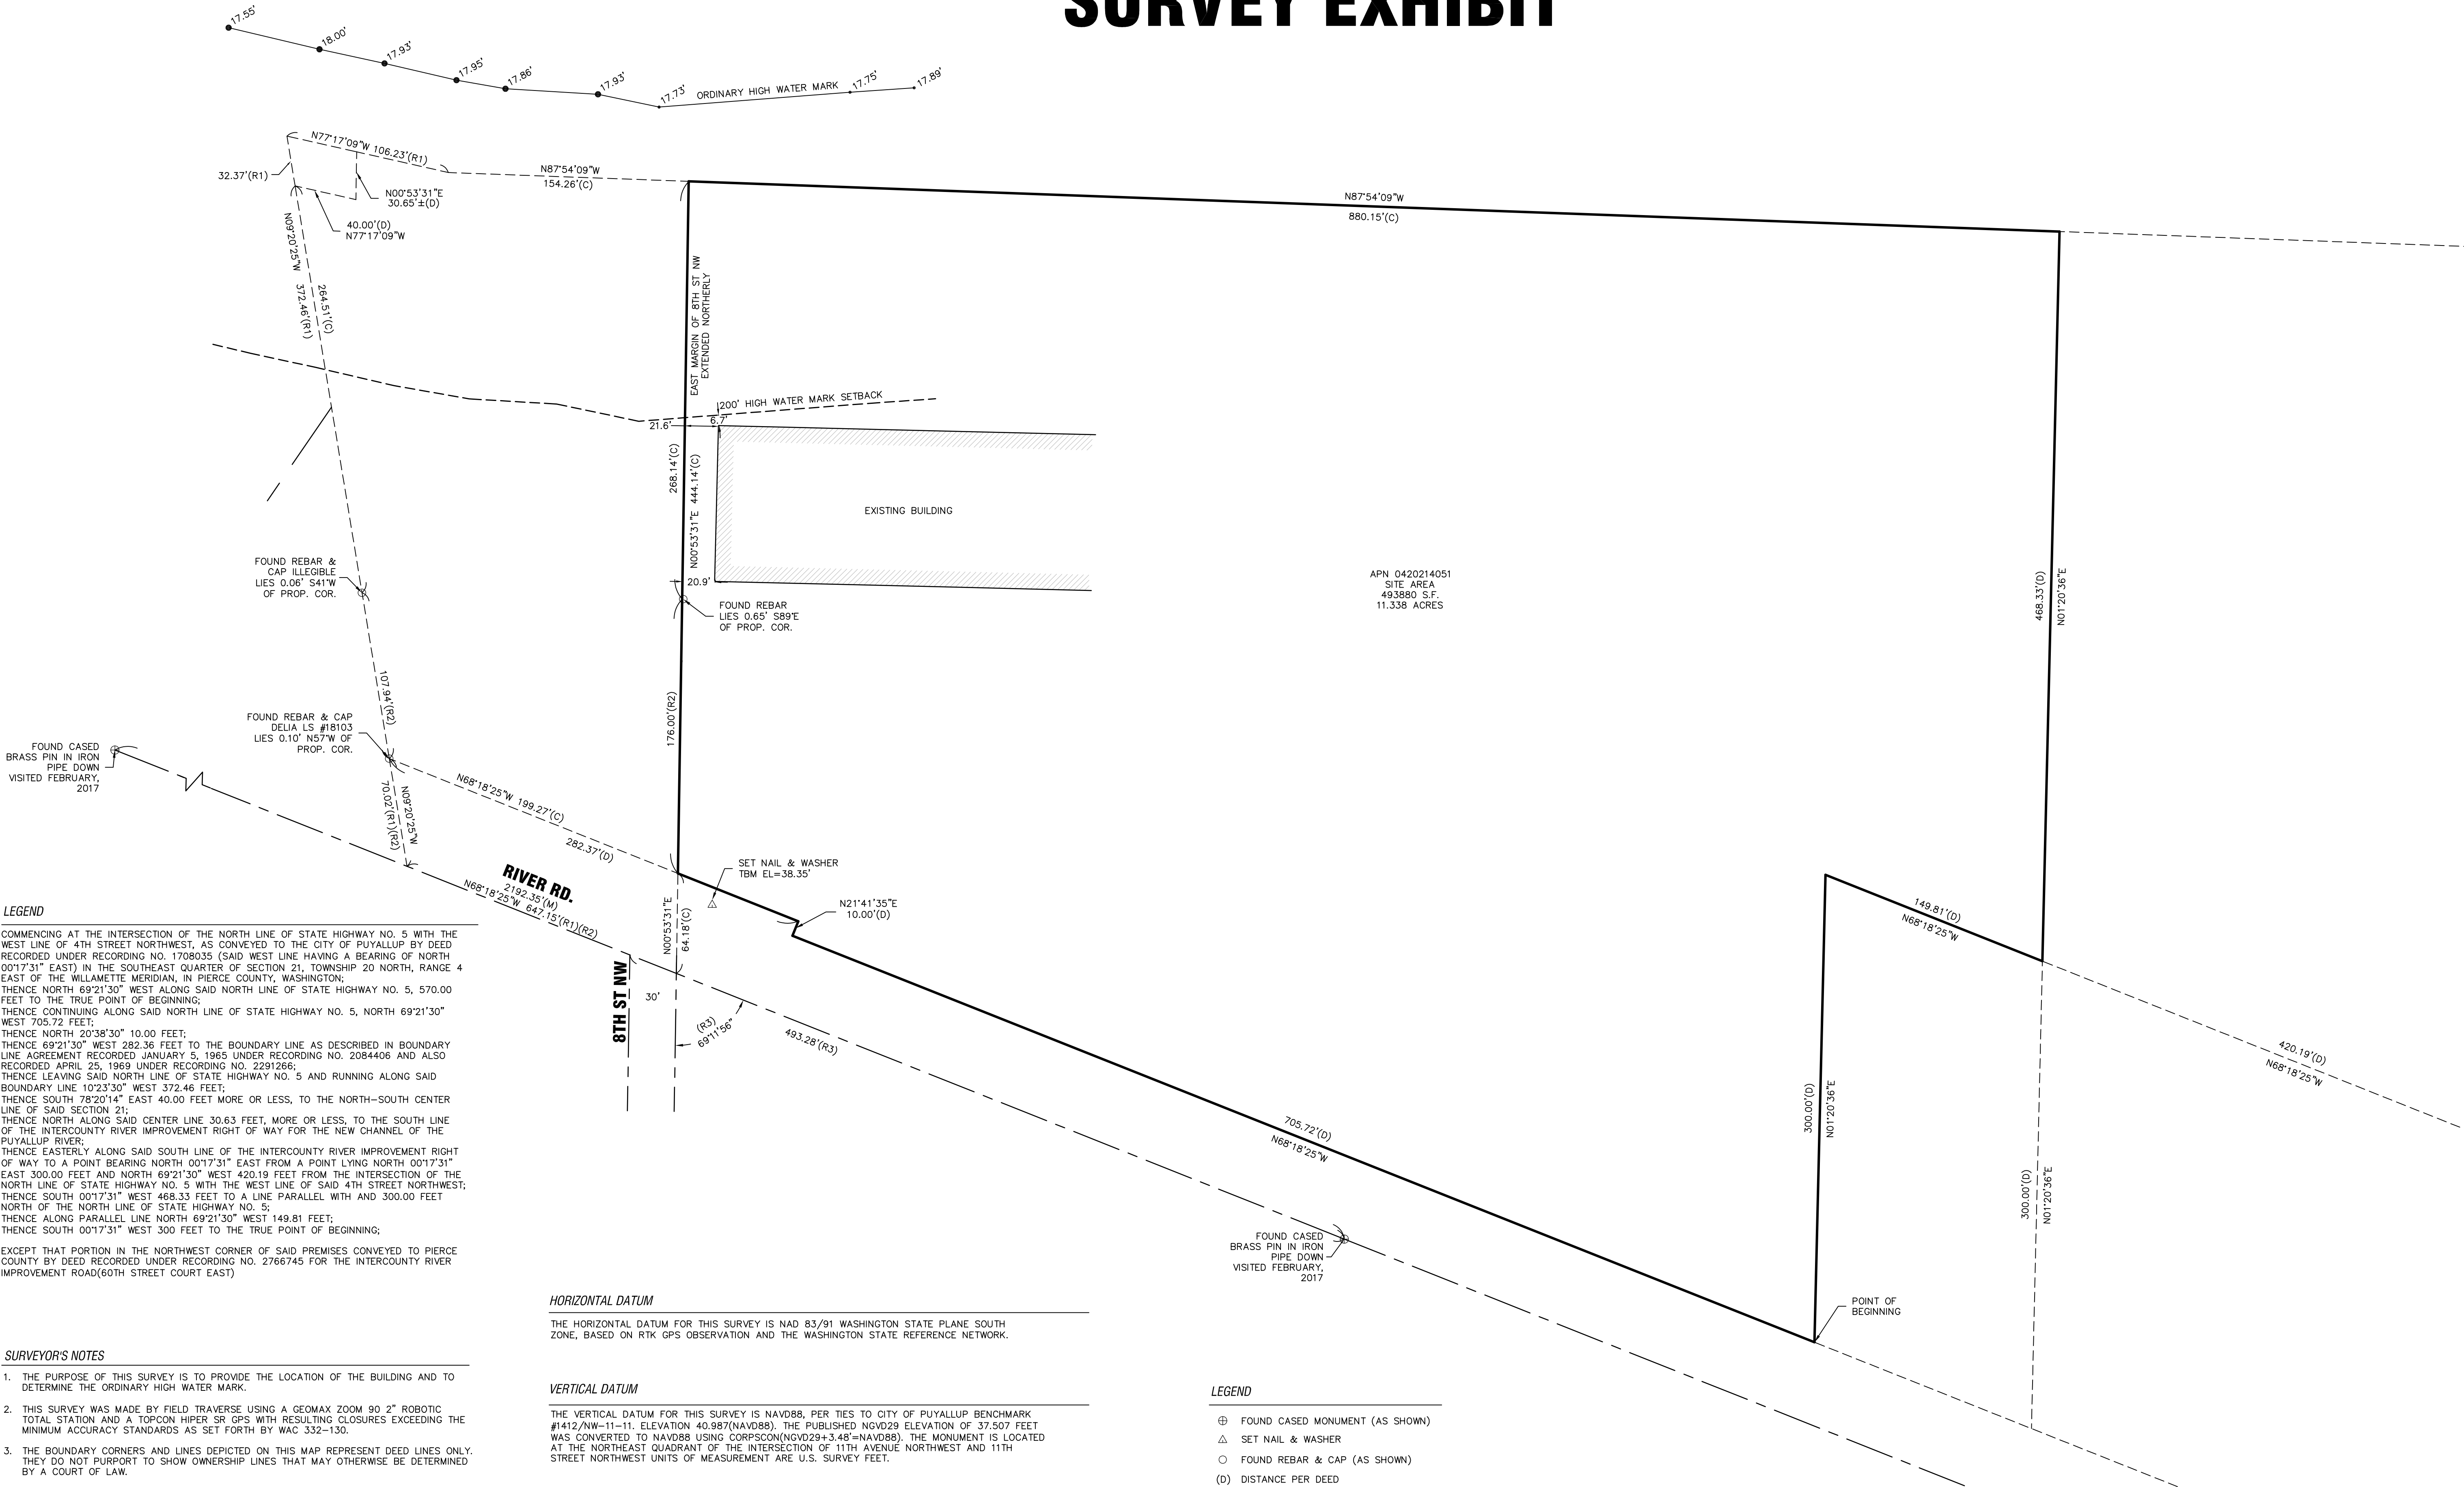 SURVEY EXHIBIT
17.55'
18.00'
17.93'
17.95'
17.86'
17.93'
17.73'
ORDINARY HIGH WATER MARK
17.75'
17.89'
N77°17'09"W 106.23'(R1)
32.37'(R1)
N00°53'31"E
30.65'±(D)
40.00'(D)
N77°17'09"W
N87°54'09"W
154.26'(C)
N87°54'09"W
880.15'(C)
N09°20'25"W 372.46'(R1)
264.51'(C)
EAST MARGIN OF 8TH ST NW
EXTENDED NORTHERLY
200' HIGH WATER MARK SETBACK
21.6'
6.7'
268.14'(C)
N00°53'31"E 444.14'(C)
EXISTING BUILDING
20.9'
FOUND REBAR &
CAP ILLEGIBLE
LIES 0.06' S41°W
OF PROP. COR.
FOUND REBAR
LIES 0.65' S89°E
OF PROP. COR.
APN 0420214051
SITE AREA
493880 S.F.
11.338 ACRES
468.33'(D)
N01°20'36"E
107.94'(R2)
176.00'(R2)
FOUND REBAR & CAP
DELIA LS #18103
LIES 0.10' N57°W OF
PROP. COR.
FOUND CASED
BRASS PIN IN IRON
PIPE DOWN
VISITED FEBRUARY,
2017
N68°18'25"W 199.27'(C)
282.37'(D)
70.02'(R1)(R2)
N09°20'25"W
SET NAIL & WASHER
TBM EL=38.35'
N21°41'35"E
10.00'(D)
RIVER RD.
2192.35'(M)
N68°18'25"W 647.15'(R1)(R2)
N00°53'31"E
64.18'(C)
8TH ST NW
30'
(R3)
69°11'56"
493.28'(R3)
149.81'(D)
N68°18'25"W
420.19'(D)
N68°18'25"W
300.00'(D)
N01°20'36"E
705.72'(D)
N68°18'25"W
300.00'(D)
N01°20'36"E
FOUND CASED
BRASS PIN IN IRON
PIPE DOWN
VISITED FEBRUARY,
2017
POINT OF
BEGINNING
LEGEND
COMMENCING AT THE INTERSECTION OF THE NORTH LINE OF STATE HIGHWAY NO. 5 WITH THE
WEST LINE OF 4TH STREET NORTHWEST, AS CONVEYED TO THE CITY OF PUYALLUP BY DEED
RECORDED UNDER RECORDING NO. 1708035 (SAID WEST LINE HAVING A BEARING OF NORTH
00°17'31" EAST) IN THE SOUTHEAST QUARTER OF SECTION 21, TOWNSHIP 20 NORTH, RANGE 4
EAST OF THE WILLAMETTE MERIDIAN, IN PIERCE COUNTY, WASHINGTON;
THENCE NORTH 69°21'30" WEST ALONG SAID NORTH LINE OF STATE HIGHWAY NO. 5, 570.00
FEET TO THE TRUE POINT OF BEGINNING;
THENCE CONTINUING ALONG SAID NORTH LINE OF STATE HIGHWAY NO. 5, NORTH 69°21'30"
WEST 705.72 FEET;
THENCE NORTH 20°38'30" 10.00 FEET;
THENCE 69°21'30" WEST 282.36 FEET TO THE BOUNDARY LINE AS DESCRIBED IN BOUNDARY
LINE AGREEMENT RECORDED JANUARY 5, 1965 UNDER RECORDING NO. 2084406 AND ALSO
RECORDED APRIL 25, 1969 UNDER RECORDING NO. 2291266;
THENCE LEAVING SAID NORTH LINE OF STATE HIGHWAY NO. 5 AND RUNNING ALONG SAID
BOUNDARY LINE 10°23'30" WEST 372.46 FEET;
THENCE SOUTH 78°20'14" EAST 40.00 FEET MORE OR LESS, TO THE NORTH-SOUTH CENTER
LINE OF SAID SECTION 21;
THENCE NORTH ALONG SAID CENTER LINE 30.63 FEET, MORE OR LESS, TO THE SOUTH LINE
OF THE INTERCOUNTY RIVER IMPROVEMENT RIGHT OF WAY FOR THE NEW CHANNEL OF THE
PUYALLUP RIVER;
THENCE EASTERLY ALONG SAID SOUTH LINE OF THE INTERCOUNTY RIVER IMPROVEMENT RIGHT
OF WAY TO A POINT BEARING NORTH 00°17'31" EAST FROM A POINT LYING NORTH 00°17'31"
EAST 300.00 FEET AND NORTH 69°21'30" WEST 420.19 FEET FROM THE INTERSECTION OF THE
NORTH LINE OF STATE HIGHWAY NO. 5 WITH THE WEST LINE OF SAID 4TH STREET NORTHWEST;
THENCE SOUTH 00°17'31" WEST 468.33 FEET TO A LINE PARALLEL WITH AND 300.00 FEET
NORTH OF THE NORTH LINE OF STATE HIGHWAY NO. 5;
THENCE ALONG PARALLEL LINE NORTH 69°21'30" WEST 149.81 FEET;
THENCE SOUTH 00°17'31" WEST 300 FEET TO THE TRUE POINT OF BEGINNING;
EXCEPT THAT PORTION IN THE NORTHWEST CORNER OF SAID PREMISES CONVEYED TO PIERCE
COUNTY BY DEED RECORDED UNDER RECORDING NO. 2766745 FOR THE INTERCOUNTY RIVER
IMPROVEMENT ROAD(60TH STREET COURT EAST)
SURVEYOR'S NOTES
1. THE PURPOSE OF THIS SURVEY IS TO PROVIDE THE LOCATION OF THE BUILDING AND TO
DETERMINE THE ORDINARY HIGH WATER MARK.
2. THIS SURVEY WAS MADE BY FIELD TRAVERSE USING A GEOMAX ZOOM 90 2" ROBOTIC
TOTAL STATION AND A TOPCON HIPER SR GPS WITH RESULTING CLOSURES EXCEEDING THE
MINIMUM ACCURACY STANDARDS AS SET FORTH BY WAC 332-130.
3. THE BOUNDARY CORNERS AND LINES DEPICTED ON THIS MAP REPRESENT DEED LINES ONLY.
THEY DO NOT PURPORT TO SHOW OWNERSHIP LINES THAT MAY OTHERWISE BE DETERMINED
BY A COURT OF LAW.
HORIZONTAL DATUM
THE HORIZONTAL DATUM FOR THIS SURVEY IS NAD 83/91 WASHINGTON STATE PLANE SOUTH
ZONE, BASED ON RTK GPS OBSERVATION AND THE WASHINGTON STATE REFERENCE NETWORK.
VERTICAL DATUM
THE VERTICAL DATUM FOR THIS SURVEY IS NAVD88, PER TIES TO CITY OF PUYALLUP BENCHMARK
#1412/NW-11-11. ELEVATION 40.987(NAVD88). THE PUBLISHED NGVD29 ELEVATION OF 37.507 FEET
WAS CONVERTED TO NAVD88 USING CORPSCON(NGVD29+3.48'=NAVD88). THE MONUMENT IS LOCATED
AT THE NORTHEAST QUADRANT OF THE INTERSECTION OF 11TH AVENUE NORTHWEST AND 11TH
STREET NORTHWEST UNITS OF MEASUREMENT ARE U.S. SURVEY FEET.
LEGEND
FOUND CASED MONUMENT (AS SHOWN)
SET NAIL & WASHER
FOUND REBAR & CAP (AS SHOWN)
(D) DISTANCE PER DEED